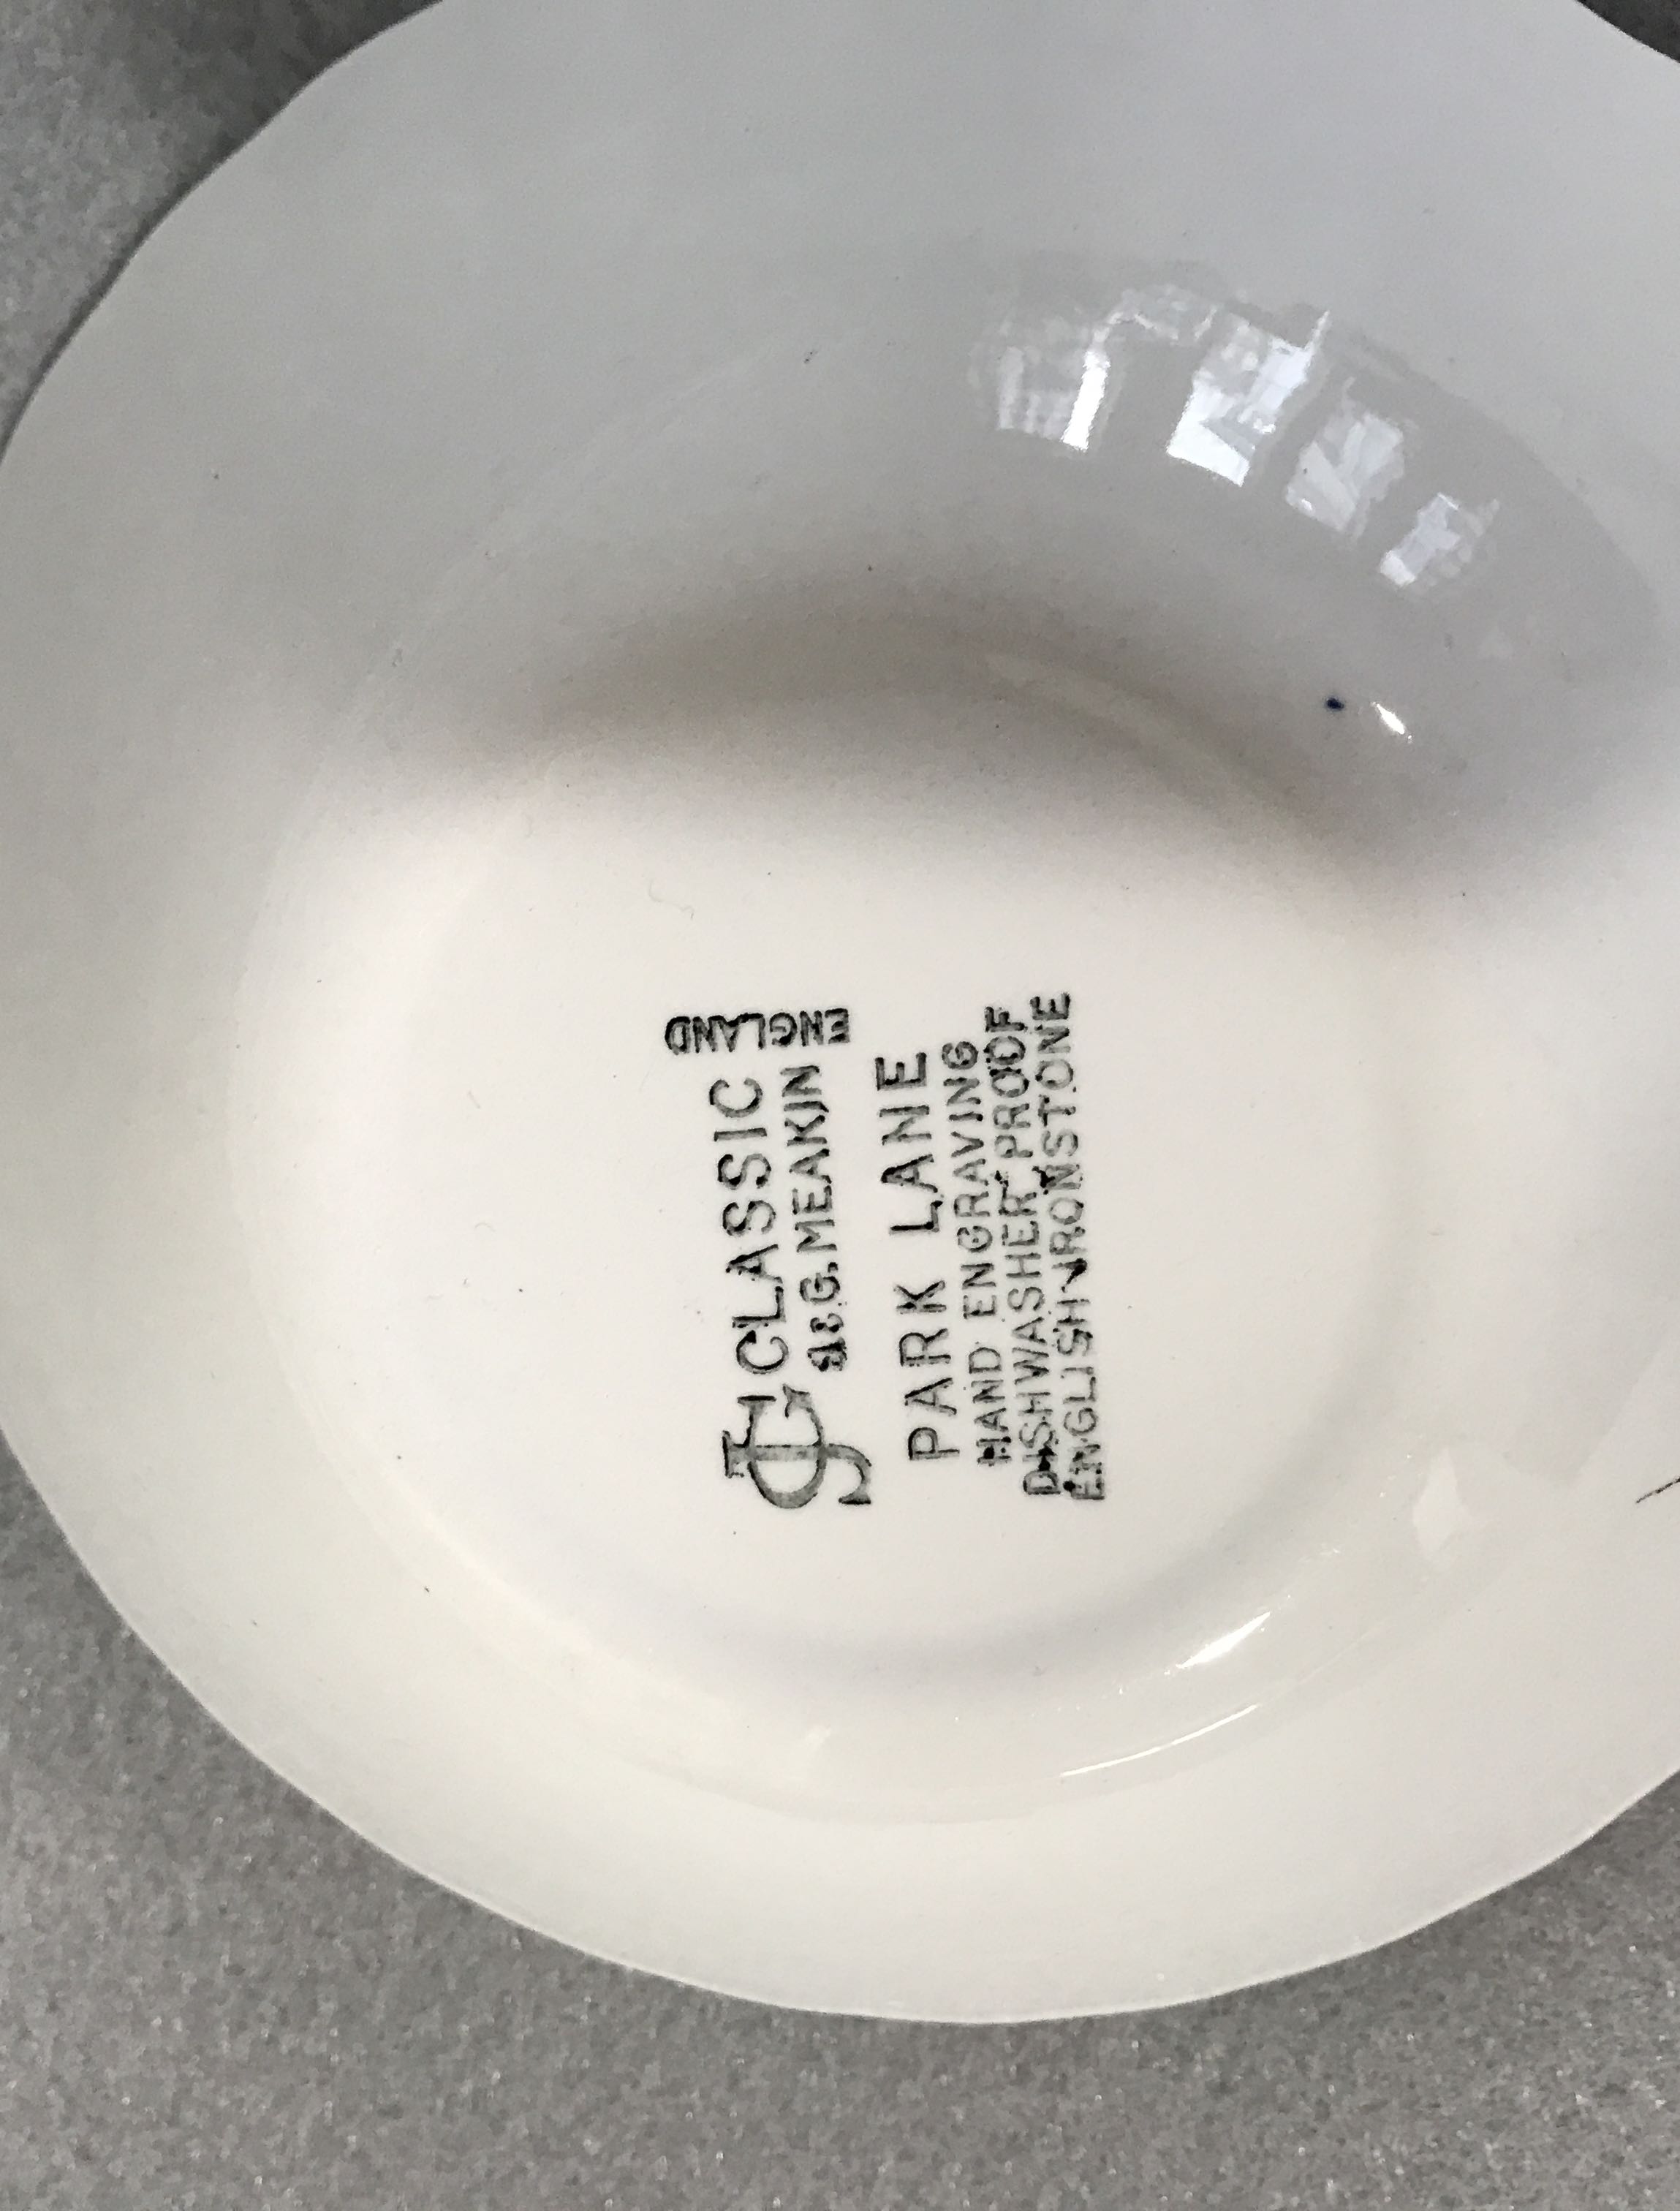 CLASSIC
J&G. MEAKIN
ENGLAND
PARK LANE
HAND ENGRAVING
DISHWASHER PROOF
ENGLISH IRONSTONE